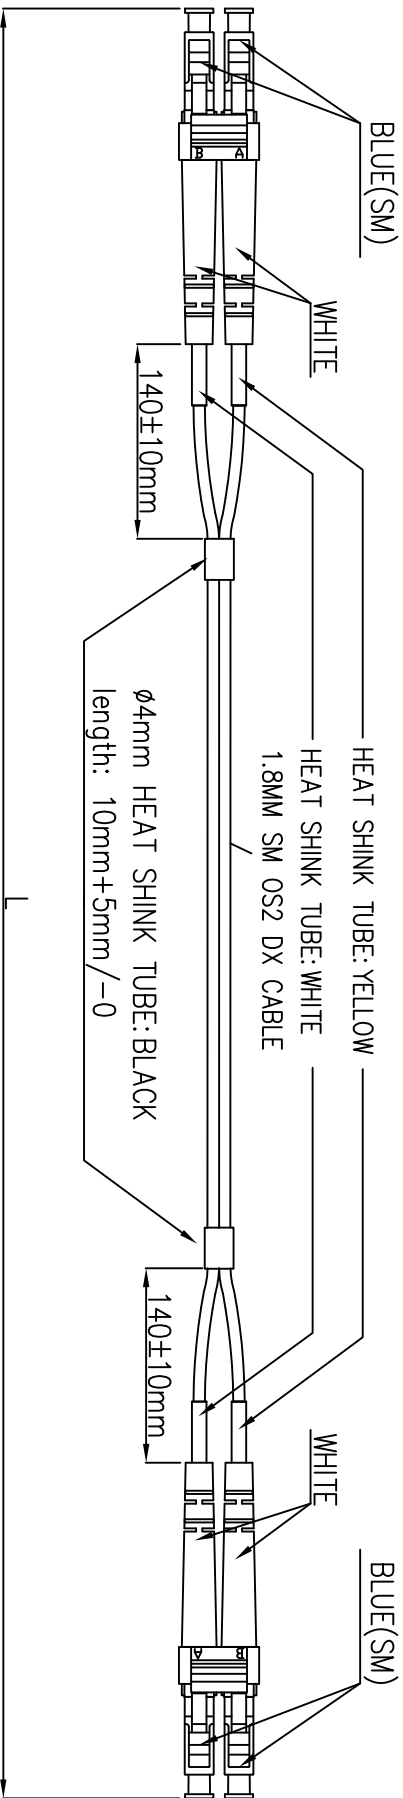 BLUE(SM)
WHITE
HEAT SHINK TUBE:YELLOW
HEAT SHINK TUBE:WHITE
1.8MM SM OS2 DX CABLE
WHITE
BLUE(SM)
A
B
B
A
140±10mm
140±10mm
ø4mm HEAT SHINK TUBE:BLACK
length: 10mm+5mm/-0
L